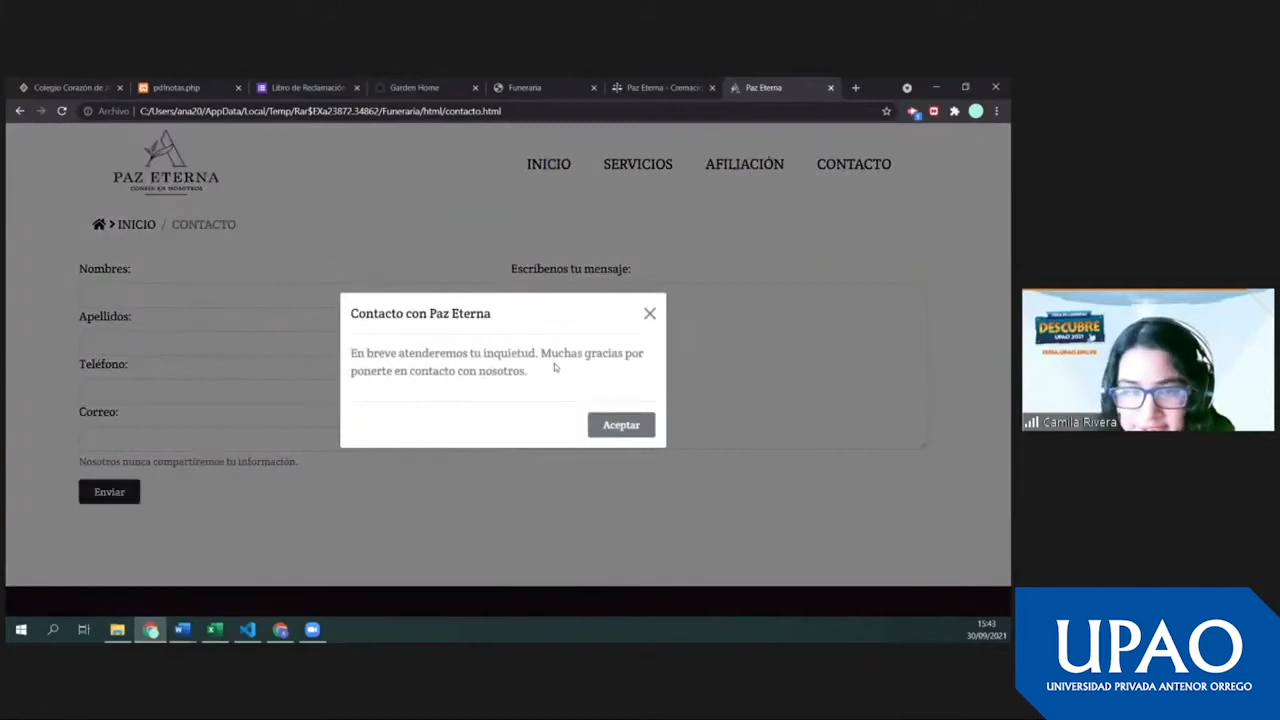 Colegio Corazón de J
pdfnotas.php
Libro de Reclamación
Garden Home
Funeraria
Paz Eterna - Cremaci
Paz Eterna
Archivo
C:/Users/ana20/AppData/Local/Temp/Rar$EXa23872.34862/Funeraria/html/contacto.html
PAZ ETERNA
CONFÍA EN NOSOTROS
INICIO
SERVICIOS
AFILIACIÓN
CONTACTO
INICIO / CONTACTO
Nombres:
Escríbenos tu mensaje:
Apellidos:
Teléfono:
Correo:
Nosotros nunca compartiremos tu información.
Enviar
Contacto con Paz Eterna
En breve atenderemos tu inquietud. Muchas gracias por
ponerte en contacto con nosotros.
Aceptar
DESCUBRE
UPAO 2021
Camila Rivera
15:43
30/09/2021
UPAO
UNIVERSIDAD PRIVADA ANTENOR ORREGO